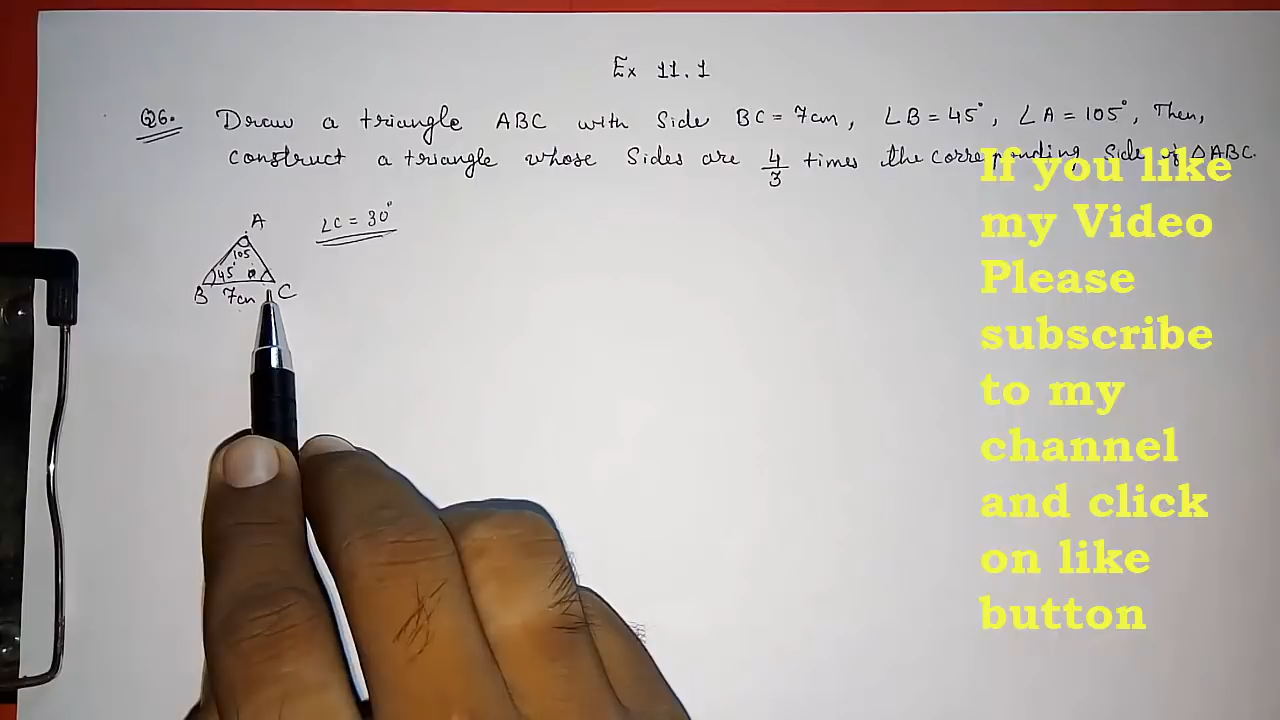 Ex 11.1
Q6. Draw a triangle ABC with Side BC = 7cm, ∠B = 45°, ∠A = 105°, Then,
construct a triangle whose Sides are 4/3 times the corresponding Side of △ABC.
If you like
my Video
Please
subscribe
to my
channel
and click
on like
button
A
∠C = 30°
105
45°
B 7cm C